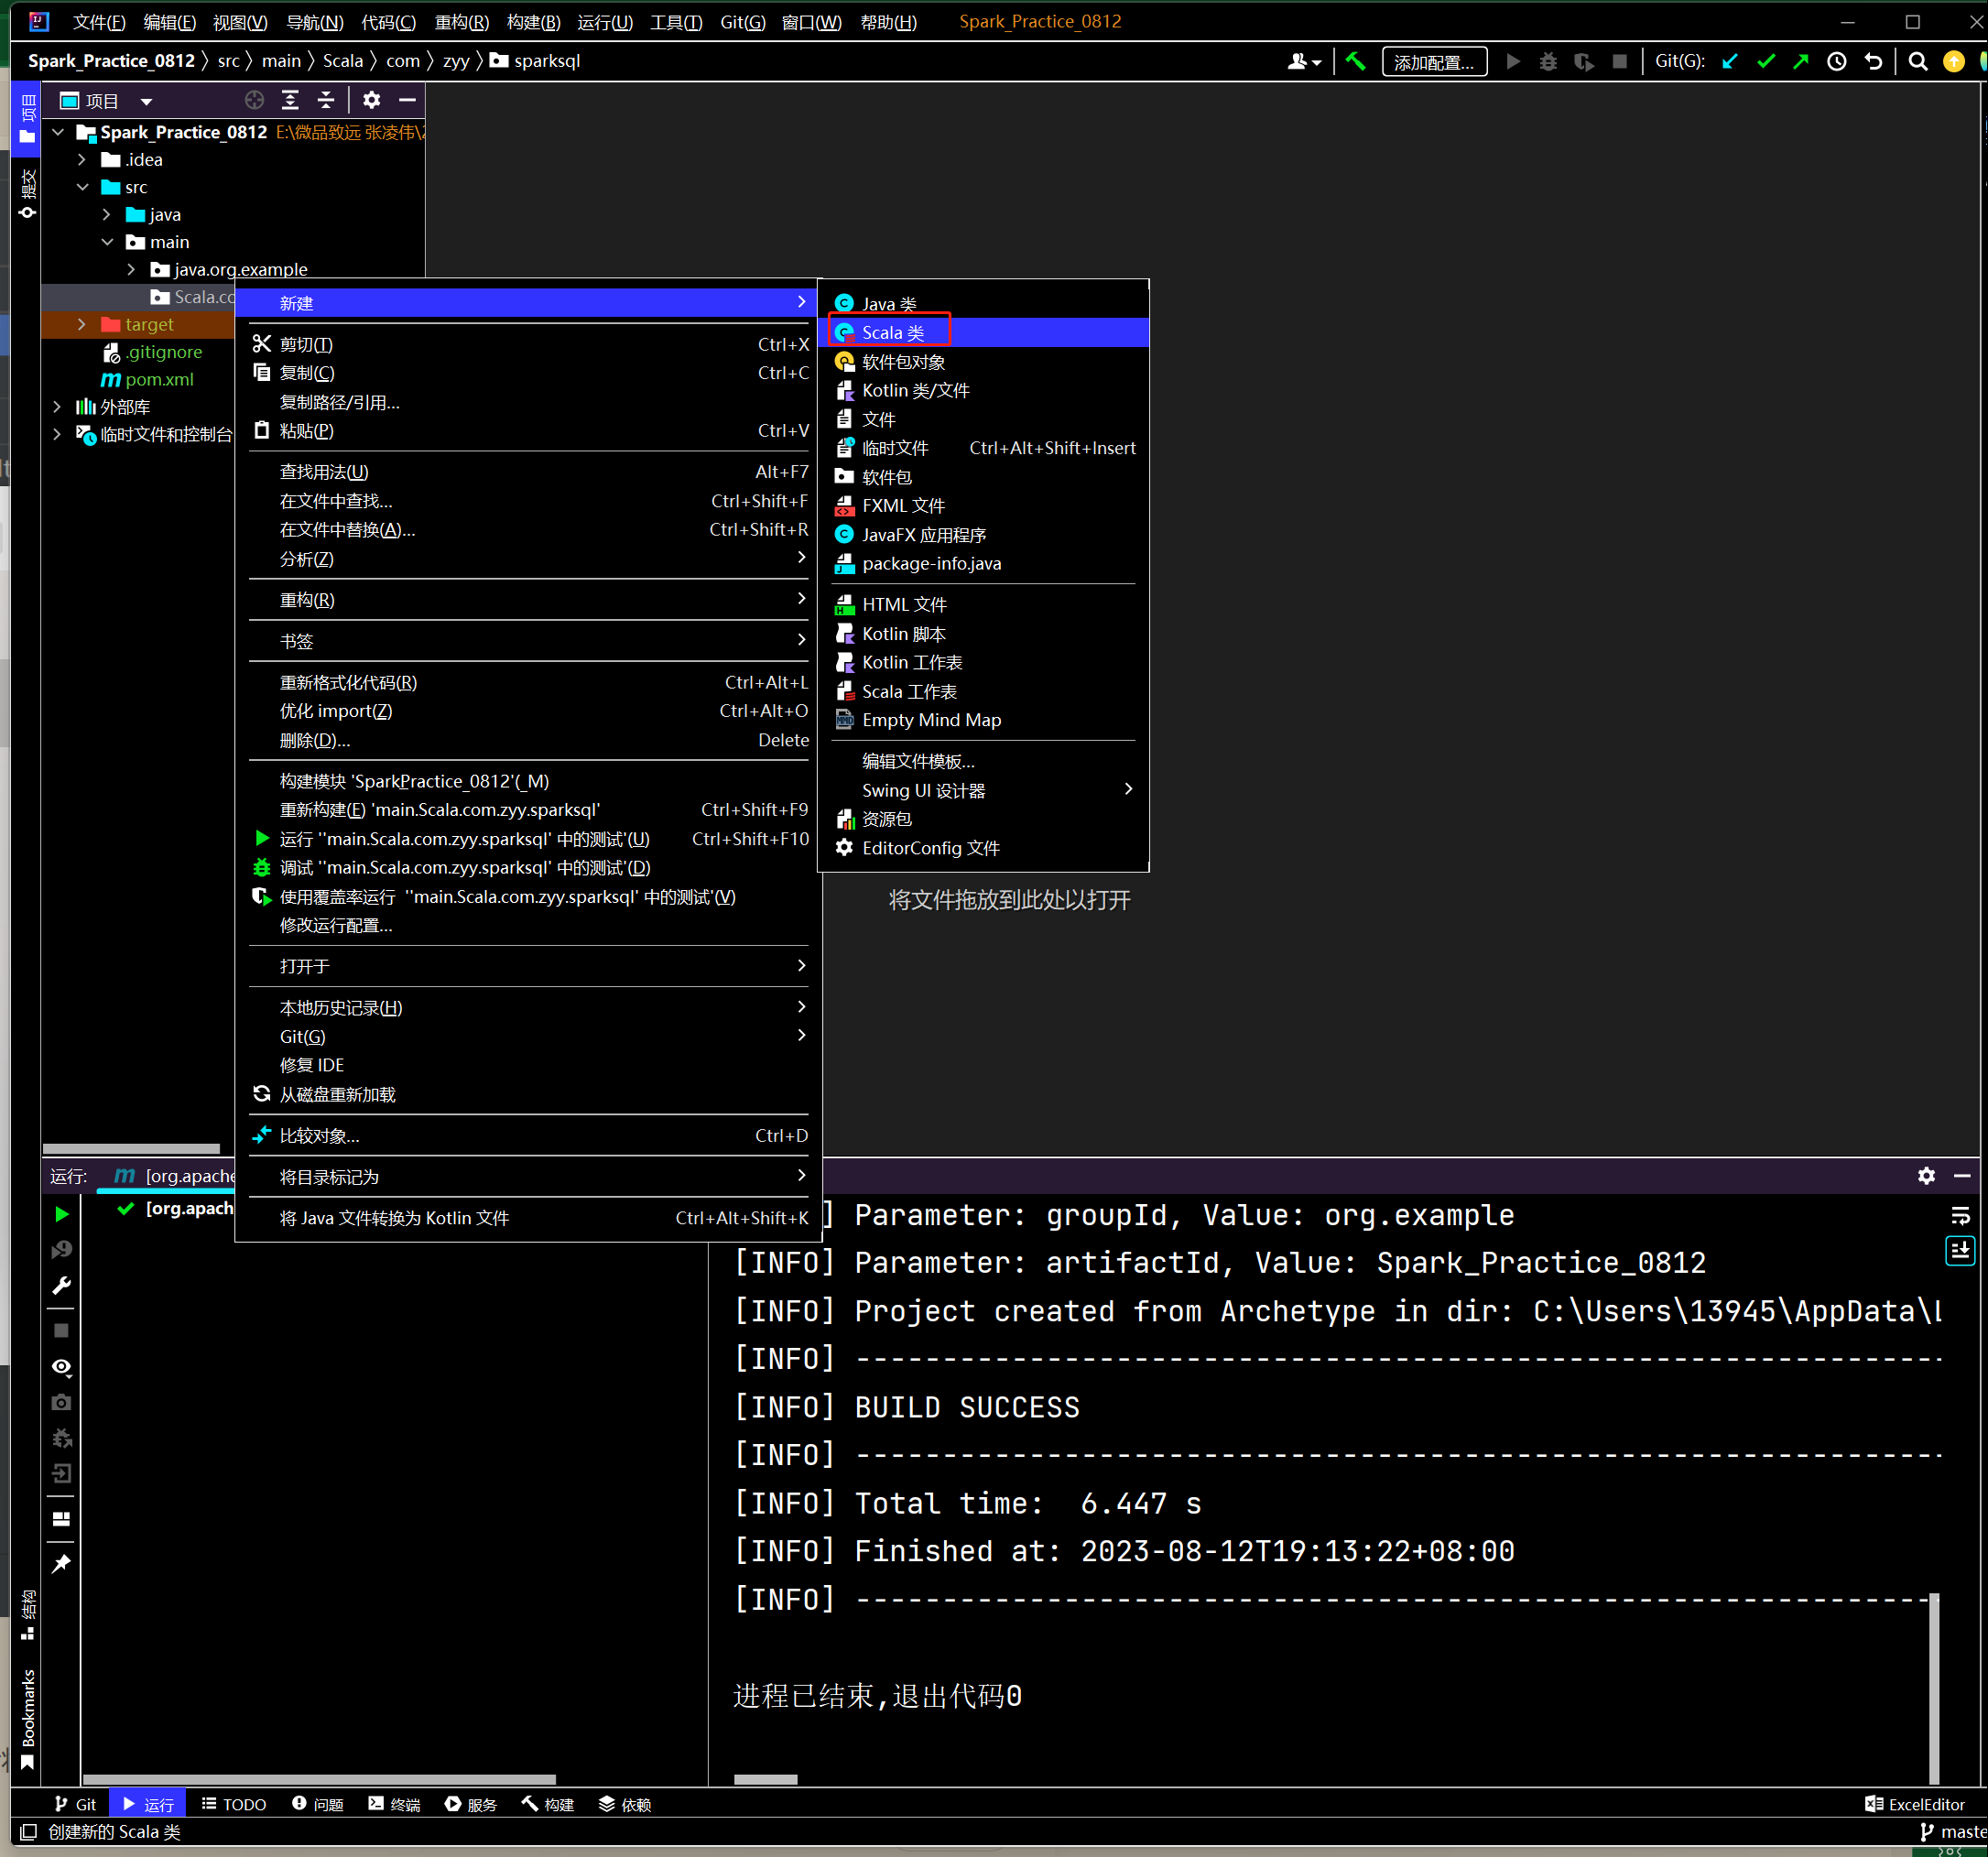 文件(F) 编辑(E) 视图(V) 导航(N) 代码(C) 重构(R) 构建(B) 运行(U) 工具(T) Git(G) 窗口(W) 帮助(H) Spark_Practice_0812
Spark_Practice_0812 src main Scala com zyy sparksql 添加配置... Git(G):
项目
项目
提交
Spark_Practice_0812 E:\微品致远 张凌伟\
.idea
src
java
main
java.org.example
Scala.co
target
.gitignore
pom.xml
外部库
临时文件和控制台
新建
剪切(T) Ctrl+X
复制(C) Ctrl+C
复制路径/引用...
粘贴(P) Ctrl+V
查找用法(U) Alt+F7
在文件中查找... Ctrl+Shift+F
在文件中替换(A)... Ctrl+Shift+R
分析(Z)
重构(R)
书签
重新格式化代码(R) Ctrl+Alt+L
优化 import(Z) Ctrl+Alt+O
删除(D)... Delete
构建模块 'SparkPractice_0812'(_M)
重新构建(E) 'main.Scala.com.zyy.sparksql' Ctrl+Shift+F9
运行 ''main.Scala.com.zyy.sparksql' 中的测试'(U) Ctrl+Shift+F10
调试 ''main.Scala.com.zyy.sparksql' 中的测试'(D)
使用覆盖率运行 ''main.Scala.com.zyy.sparksql' 中的测试'(V)
修改运行配置...
打开于
本地历史记录(H)
Git(G)
修复 IDE
从磁盘重新加载
比较对象... Ctrl+D
将目录标记为
将 Java 文件转换为 Kotlin 文件 Ctrl+Alt+Shift+K
Java 类
Scala 类
软件包对象
Kotlin 类/文件
文件
临时文件 Ctrl+Alt+Shift+Insert
软件包
FXML 文件
JavaFX 应用程序
package-info.java
HTML 文件
Kotlin 脚本
Kotlin 工作表
Scala 工作表
Empty Mind Map
编辑文件模板...
Swing UI 设计器
资源包
EditorConfig 文件
将文件拖放到此处以打开
运行: [org.apache
[org.apach
] Parameter: groupId, Value: org.example
[INFO] Parameter: artifactId, Value: Spark_Practice_0812
[INFO] Project created from Archetype in dir: C:\Users\13945\AppData\L
[INFO] ---------------------------------------------------------------
[INFO] BUILD SUCCESS
[INFO] ---------------------------------------------------------------
[INFO] Total time:  6.447 s
[INFO] Finished at: 2023-08-12T19:13:22+08:00
[INFO] ---------------------------------------------------------------
进程已结束,退出代码0
结构
Bookmarks
Git 运行 TODO 问题 终端 服务 构建 依赖 ExcelEditor
创建新的 Scala 类 maste